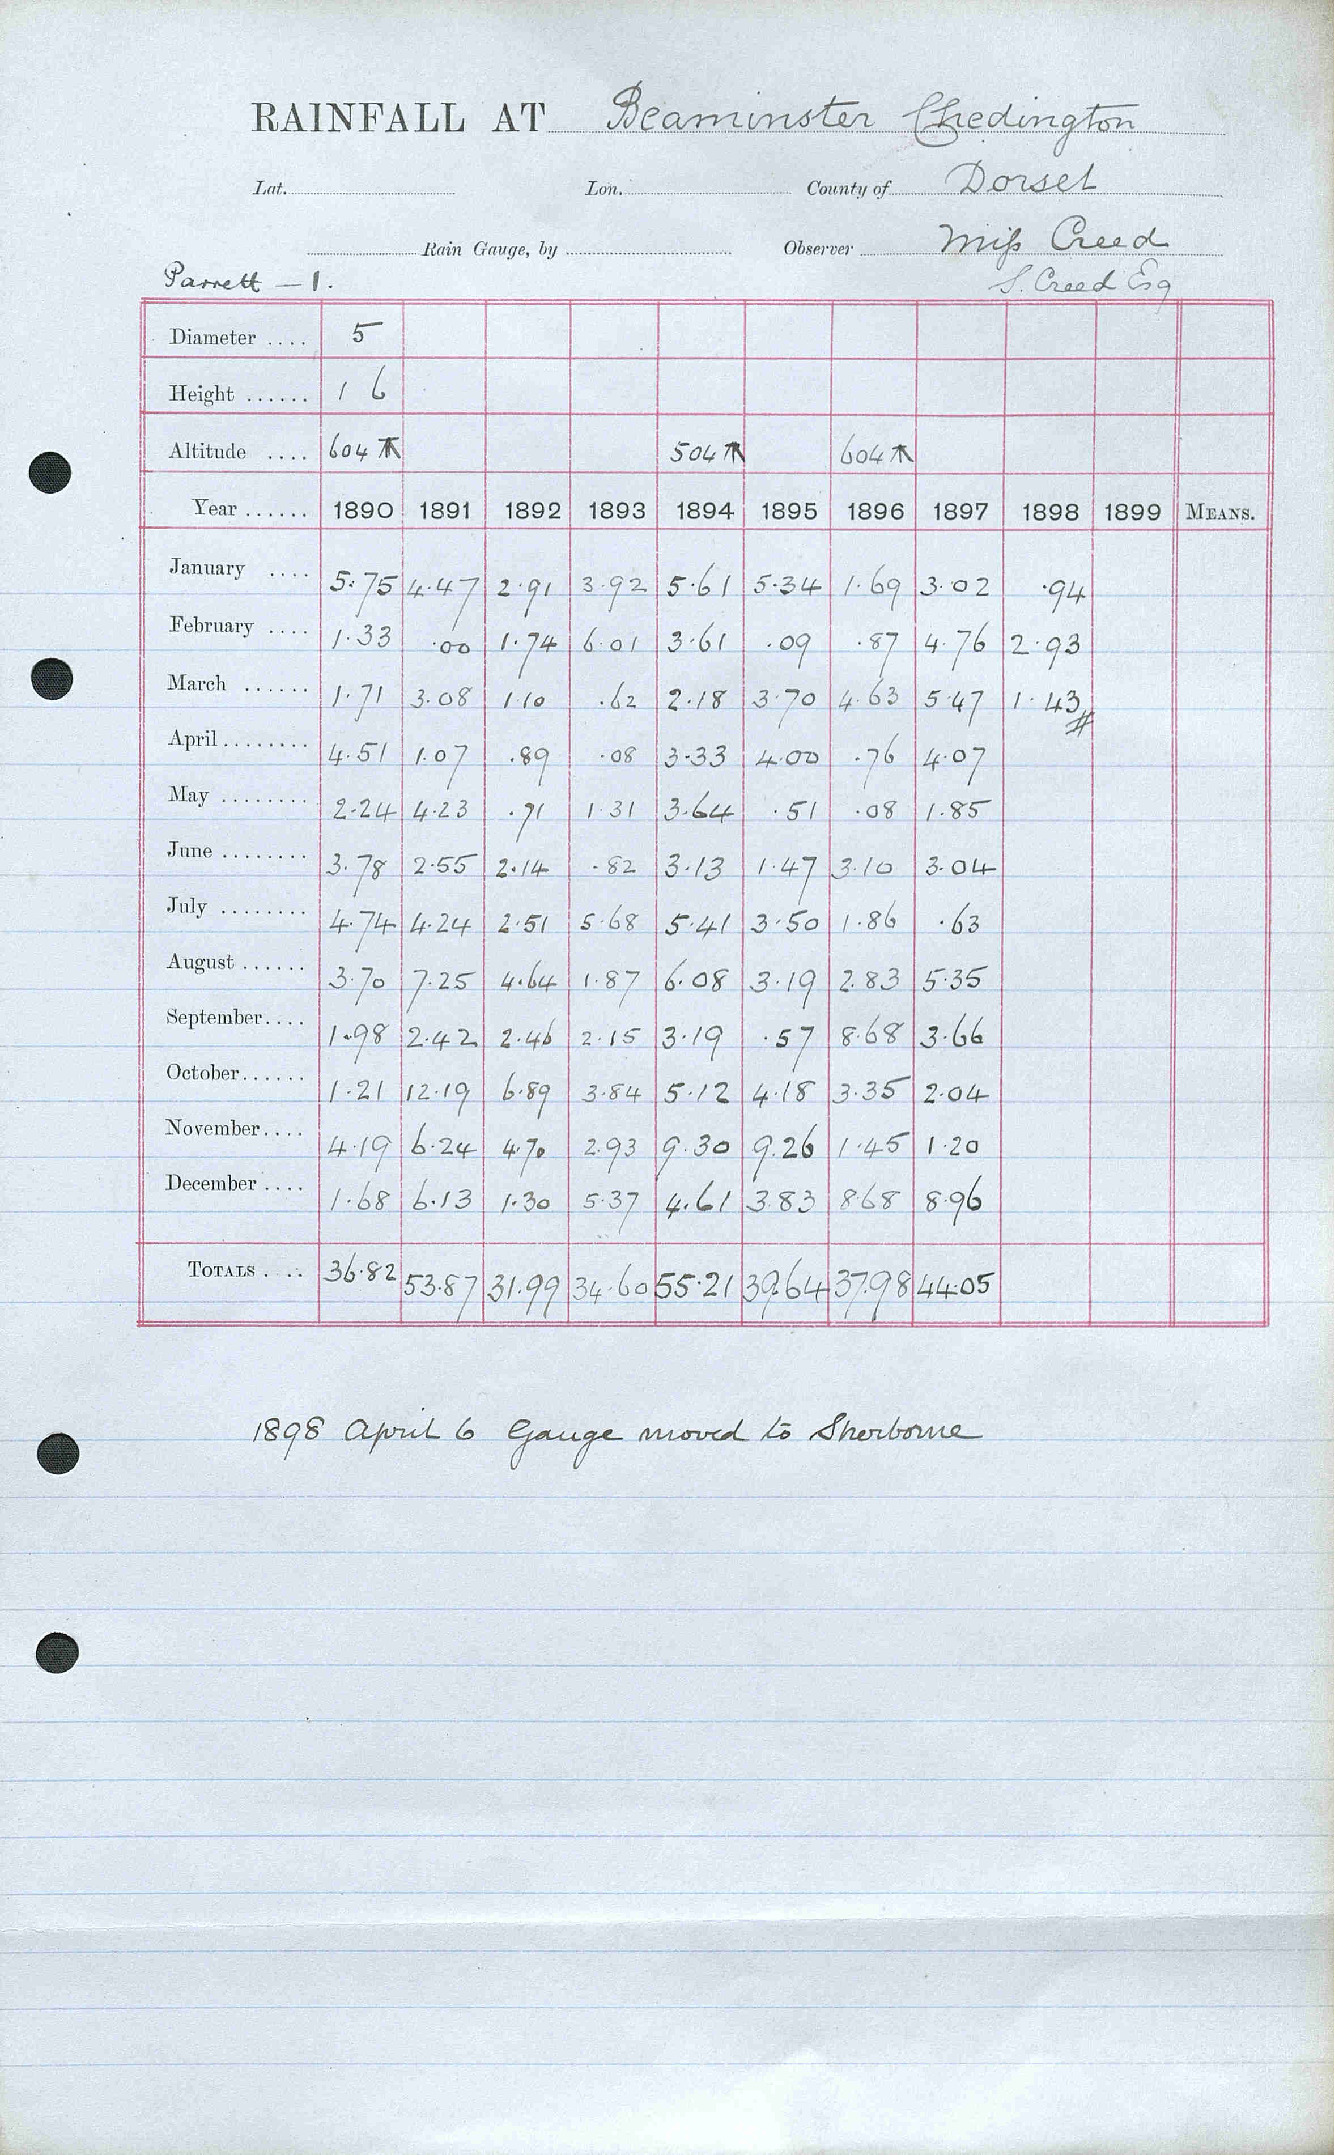 RAINFALL AT Beaminster Chedington
Lat. Lon. County of Dorset
Rain Gauge, by Observer Miss Creed
Parrett – 1. S. Creed Esq
Diameter .... 5
Height ...... 1 6
Altitude .... 604 504 604
Year ...... 1890 1891 1892 1893 1894 1895 1896 1897 1898 1899 MEANS.
January .... 5.75 4.47 2.91 3.92 5.61 5.34 1.69 3.02 .94
February .... 1.33 .00 1.74 6.01 3.61 .09 .87 4.76 2.93
March ...... 1.71 3.08 1.10 .62 2.18 3.70 4.63 5.47 1.43
April ........ 4.51 1.07 .89 .08 3.33 4.00 .76 4.07
May ........ 2.24 4.23 .71 1.31 3.64 .51 .08 1.85
June ........ 3.78 2.55 2.14 .82 3.13 1.47 3.10 3.04
July ........ 4.74 4.24 2.51 5.68 5.41 3.50 1.86 .63
August ...... 3.70 7.25 4.64 1.87 6.08 3.19 2.83 5.35
September.... 1.98 2.42 2.46 2.15 3.19 .57 8.68 3.66
October...... 1.21 12.19 6.89 3.84 5.12 4.18 3.35 2.04
November.... 4.19 6.24 4.70 2.93 9.30 9.26 1.45 1.20
December .... 1.68 6.13 1.30 5.37 4.61 3.83 8.68 8.96
TOTALS .... 36.82 53.87 31.99 34.60 55.21 39.64 37.98 44.05
1898 April 6 Gauge moved to Sherborne